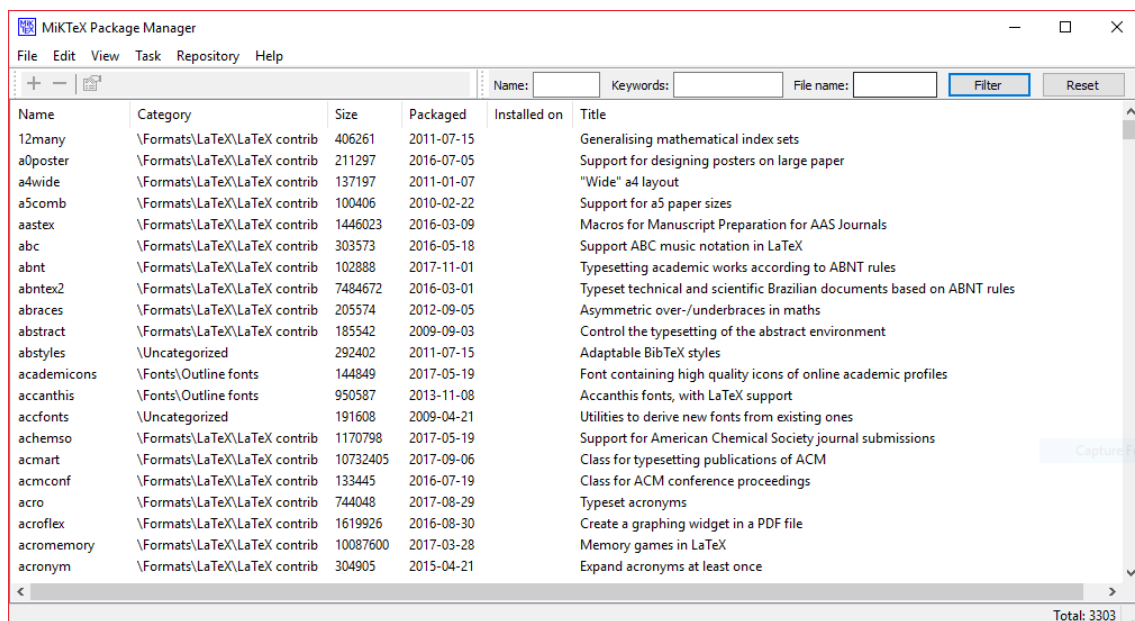 MiKTeX Package Manager
File Edit View Task Repository Help
Name: Keywords: File name: Filter Reset
Name Category Size Packaged Installed on Title
12many \Formats\LaTeX\LaTeX contrib 406261 2011-07-15 Generalising mathematical index sets
a0poster \Formats\LaTeX\LaTeX contrib 211297 2016-07-05 Support for designing posters on large paper
a4wide \Formats\LaTeX\LaTeX contrib 137197 2011-01-07 "Wide" a4 layout
a5comb \Formats\LaTeX\LaTeX contrib 100406 2010-02-22 Support for a5 paper sizes
aastex \Formats\LaTeX\LaTeX contrib 1446023 2016-03-09 Macros for Manuscript Preparation for AAS Journals
abc \Formats\LaTeX\LaTeX contrib 303573 2016-05-18 Support ABC music notation in LaTeX
abnt \Formats\LaTeX\LaTeX contrib 102888 2017-11-01 Typesetting academic works according to ABNT rules
abntex2 \Formats\LaTeX\LaTeX contrib 7484672 2016-03-01 Typeset technical and scientific Brazilian documents based on ABNT rules
abraces \Formats\LaTeX\LaTeX contrib 205574 2012-09-05 Asymmetric over-/underbraces in maths
abstract \Formats\LaTeX\LaTeX contrib 185542 2009-09-03 Control the typesetting of the abstract environment
abstyles \Uncategorized 292402 2011-07-15 Adaptable BibTeX styles
academicons \Fonts\Outline fonts 144849 2017-05-19 Font containing high quality icons of online academic profiles
accanthis \Fonts\Outline fonts 950587 2013-11-08 Accanthis fonts, with LaTeX support
accfonts \Uncategorized 191608 2009-04-21 Utilities to derive new fonts from existing ones
achemso \Formats\LaTeX\LaTeX contrib 1170798 2017-05-19 Support for American Chemical Society journal submissions
acmart \Formats\LaTeX\LaTeX contrib 10732405 2017-09-06 Class for typesetting publications of ACM
acmconf \Formats\LaTeX\LaTeX contrib 133445 2016-07-19 Class for ACM conference proceedings
acro \Formats\LaTeX\LaTeX contrib 744048 2017-08-29 Typeset acronyms
acroflex \Formats\LaTeX\LaTeX contrib 1619926 2016-08-30 Create a graphing widget in a PDF file
acromemory \Formats\LaTeX\LaTeX contrib 10087600 2017-03-28 Memory games in LaTeX
acronym \Formats\LaTeX\LaTeX contrib 304905 2015-04-21 Expand acronyms at least once
Capture
Total: 3303